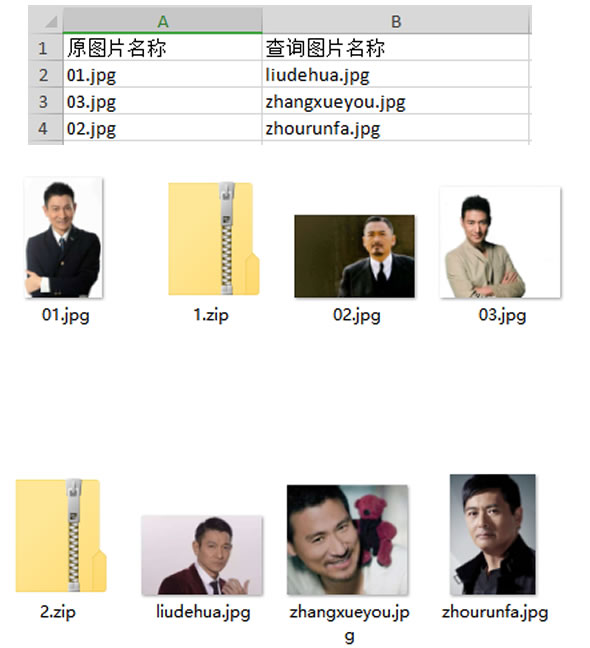 A B
1 原图片名称 查询图片名称
2 01.jpg liudehua.jpg
3 03.jpg zhangxueyou.jpg
4 02.jpg zhourunfa.jpg
01.jpg 1.zip 02.jpg 03.jpg
2.zip liudehua.jpg zhangxueyou.jp zhourunfa.jpg
g